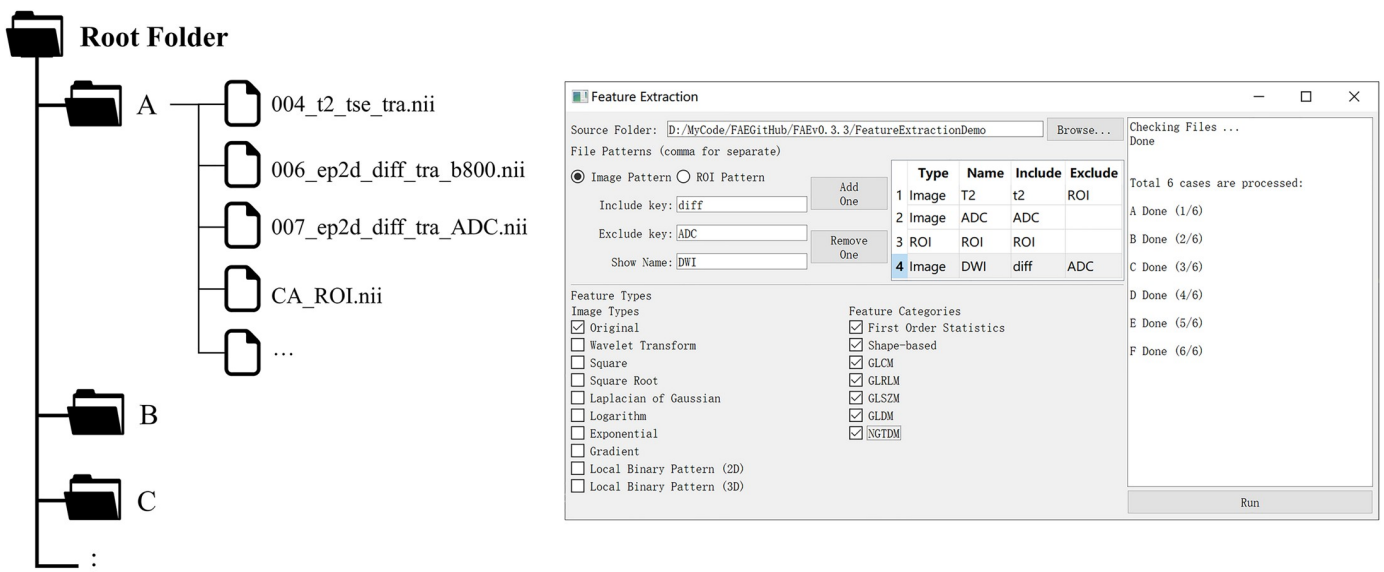 Root Folder
A
004_t2_tse_tra.nii
006_ep2d_diff_tra_b800.nii
007_ep2d_diff_tra_ADC.nii
CA_ROI.nii
...
B
C
:
Feature Extraction
Source Folder: D:/MyCode/FAEGitHub/FAEv0.3.3/FeatureExtractionDemo Browse...
File Patterns (comma for separate)
Image Pattern ROI Pattern
Include key: diff
Exclude key: ADC
Show Name: DWI
Add One
Remove One
Type Name Include Exclude
1 Image T2 t2 ROI
2 Image ADC ADC
3 ROI ROI ROI
4 Image DWI diff ADC
Feature Types
Image Types
Original
Wavelet Transform
Square
Square Root
Laplacian of Gaussian
Logarithm
Exponential
Gradient
Local Binary Pattern (2D)
Local Binary Pattern (3D)
Feature Categories
First Order Statistics
Shape-based
GLCM
GLRLM
GLSZM
GLDM
NGTDM
Checking Files ...
Done
Total 6 cases are processed:
A Done (1/6)
B Done (2/6)
C Done (3/6)
D Done (4/6)
E Done (5/6)
F Done (6/6)
Run